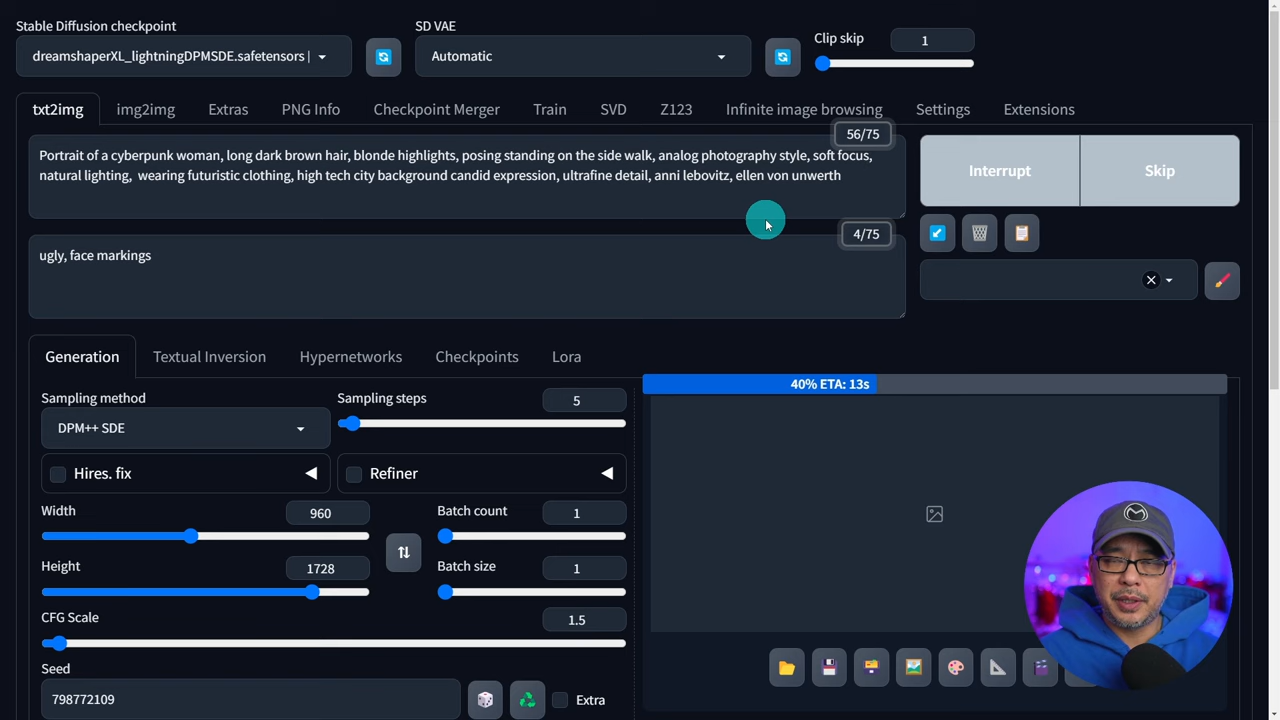 Stable Diffusion checkpoint
SD VAE
Clip skip
1
dreamshaperXL_lightningDPMSDE.safetensors |
Automatic
txt2img
img2img
Extras
PNG Info
Checkpoint Merger
Train
SVD
Z123
Infinite image browsing
Settings
Extensions
56/75
Portrait of a cyberpunk woman, long dark brown hair, blonde highlights, posing standing on the side walk, analog photography style, soft focus,
natural lighting, wearing futuristic clothing, high tech city background candid expression, ultrafine detail, anni lebovitz, ellen von unwerth
Interrupt
Skip
4/75
ugly, face markings
Generation
Textual Inversion
Hypernetworks
Checkpoints
Lora
40% ETA: 13s
Sampling method
Sampling steps
5
DPM++ SDE
Hires. fix
Refiner
Width
960
Batch count
1
Height
1728
Batch size
1
CFG Scale
1.5
Seed
798772109
Extra